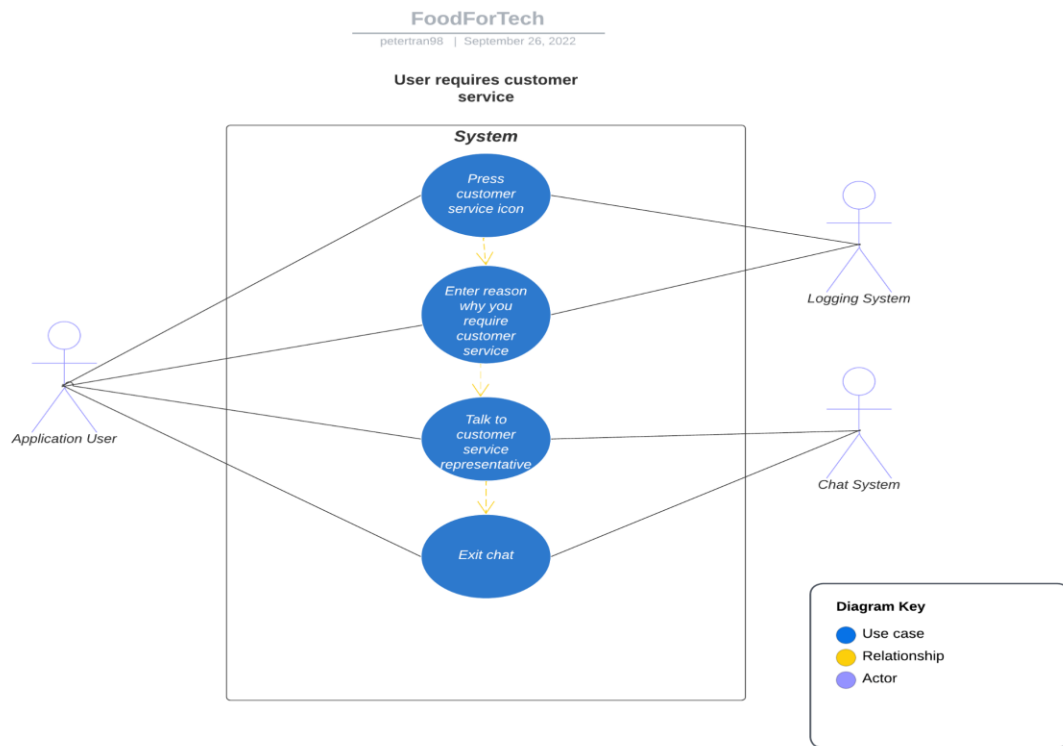 FoodForTech
petertran98 | September 26, 2022
User requires customer
service
System
Press
customer
service icon
Enter reason
why you
require
customer
service
Talk to
customer
service
representative
Exit chat
Application User
Logging System
Chat System
Diagram Key
Use case
Relationship
Actor